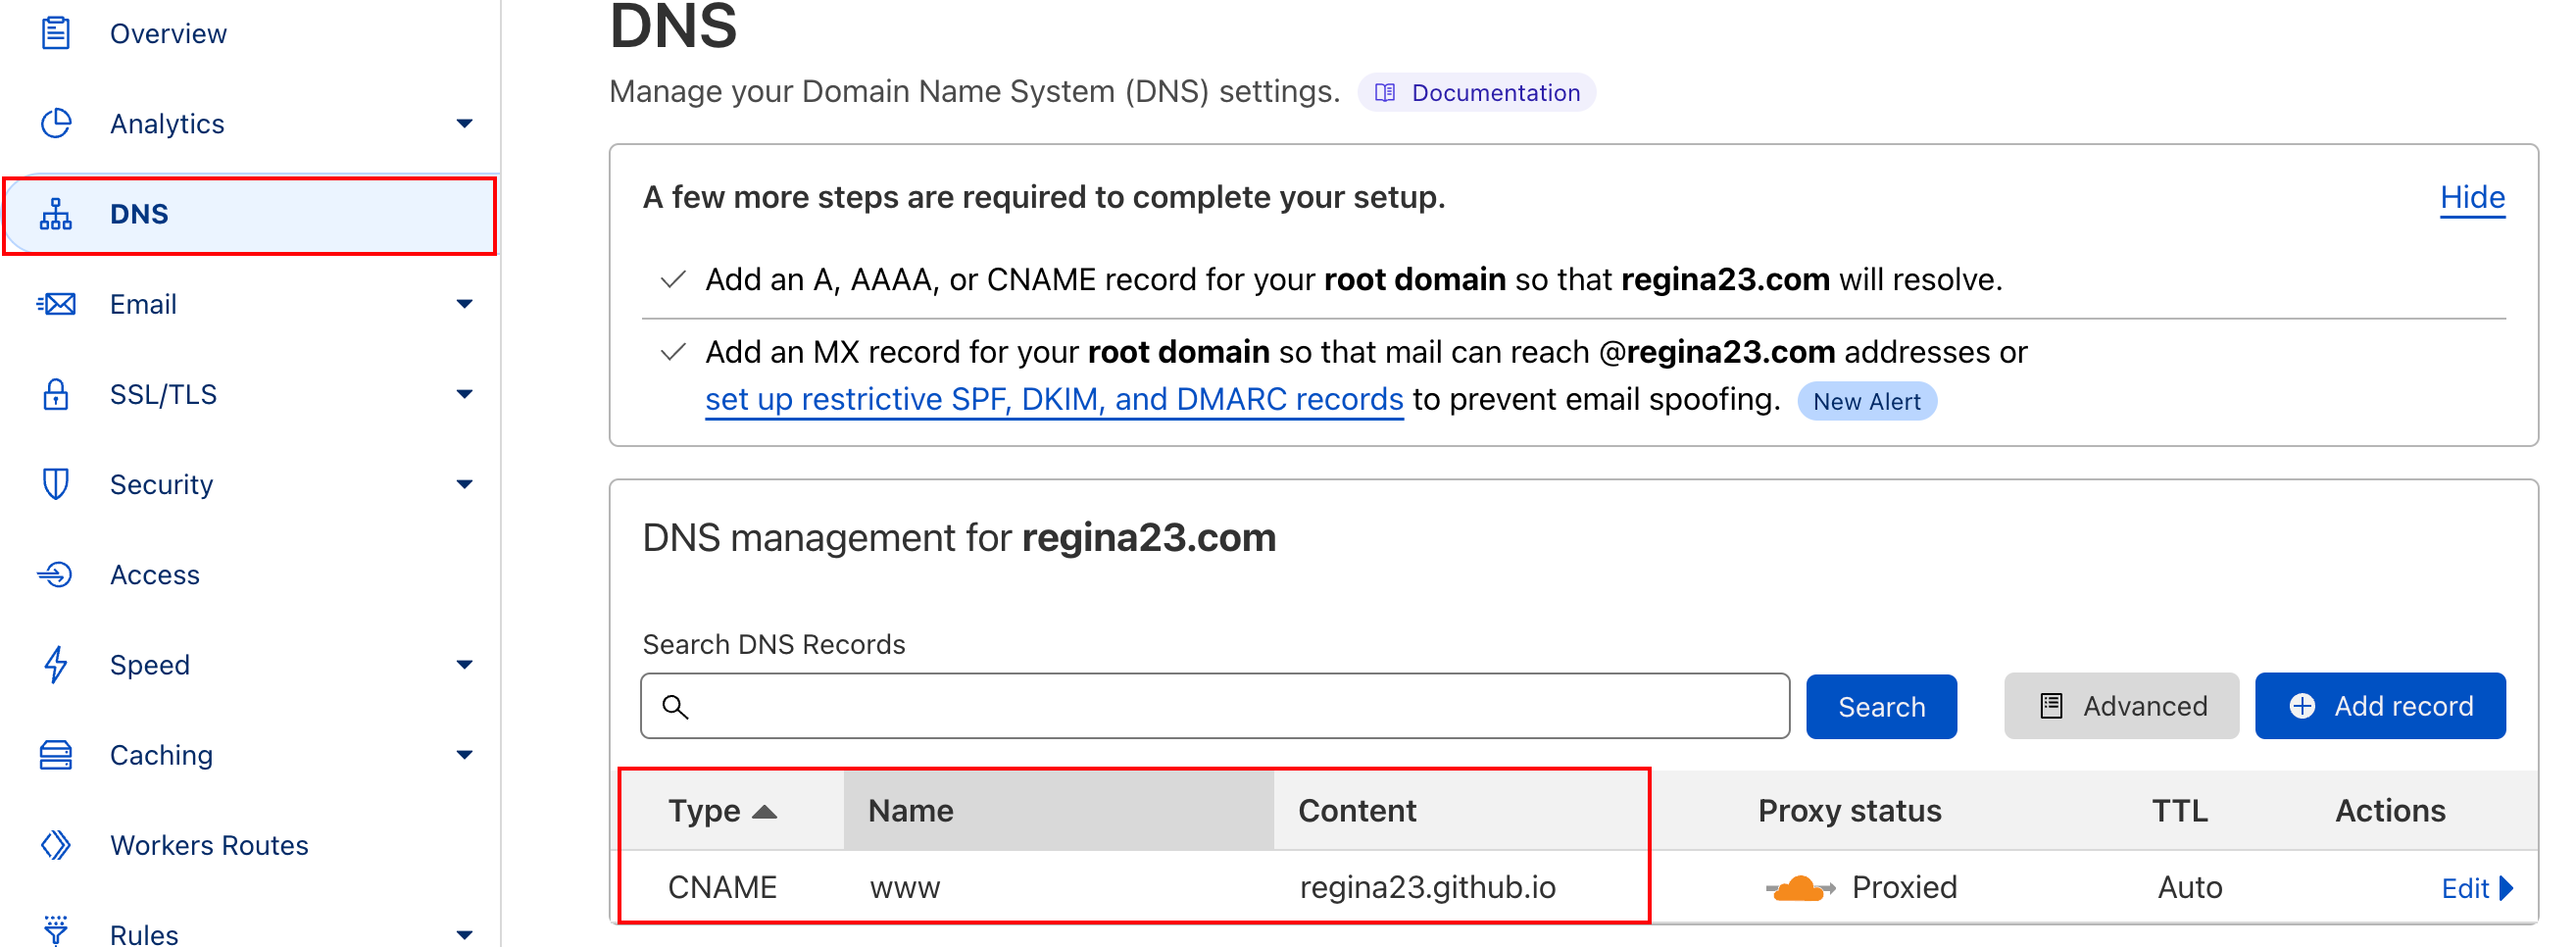 Overview
Analytics
DNS
Email
SSL/TLS
Security
Access
Speed
Caching
Workers Routes
Rules
DNS
Manage your Domain Name System (DNS) settings. Documentation
A few more steps are required to complete your setup. Hide
Add an A, AAAA, or CNAME record for your root domain so that regina23.com will resolve.
Add an MX record for your root domain so that mail can reach @regina23.com addresses or
set up restrictive SPF, DKIM, and DMARC records to prevent email spoofing. New Alert
DNS management for regina23.com
Search DNS Records
Search Advanced Add record
Type Name Content Proxy status TTL Actions
CNAME www regina23.github.io Proxied Auto Edit